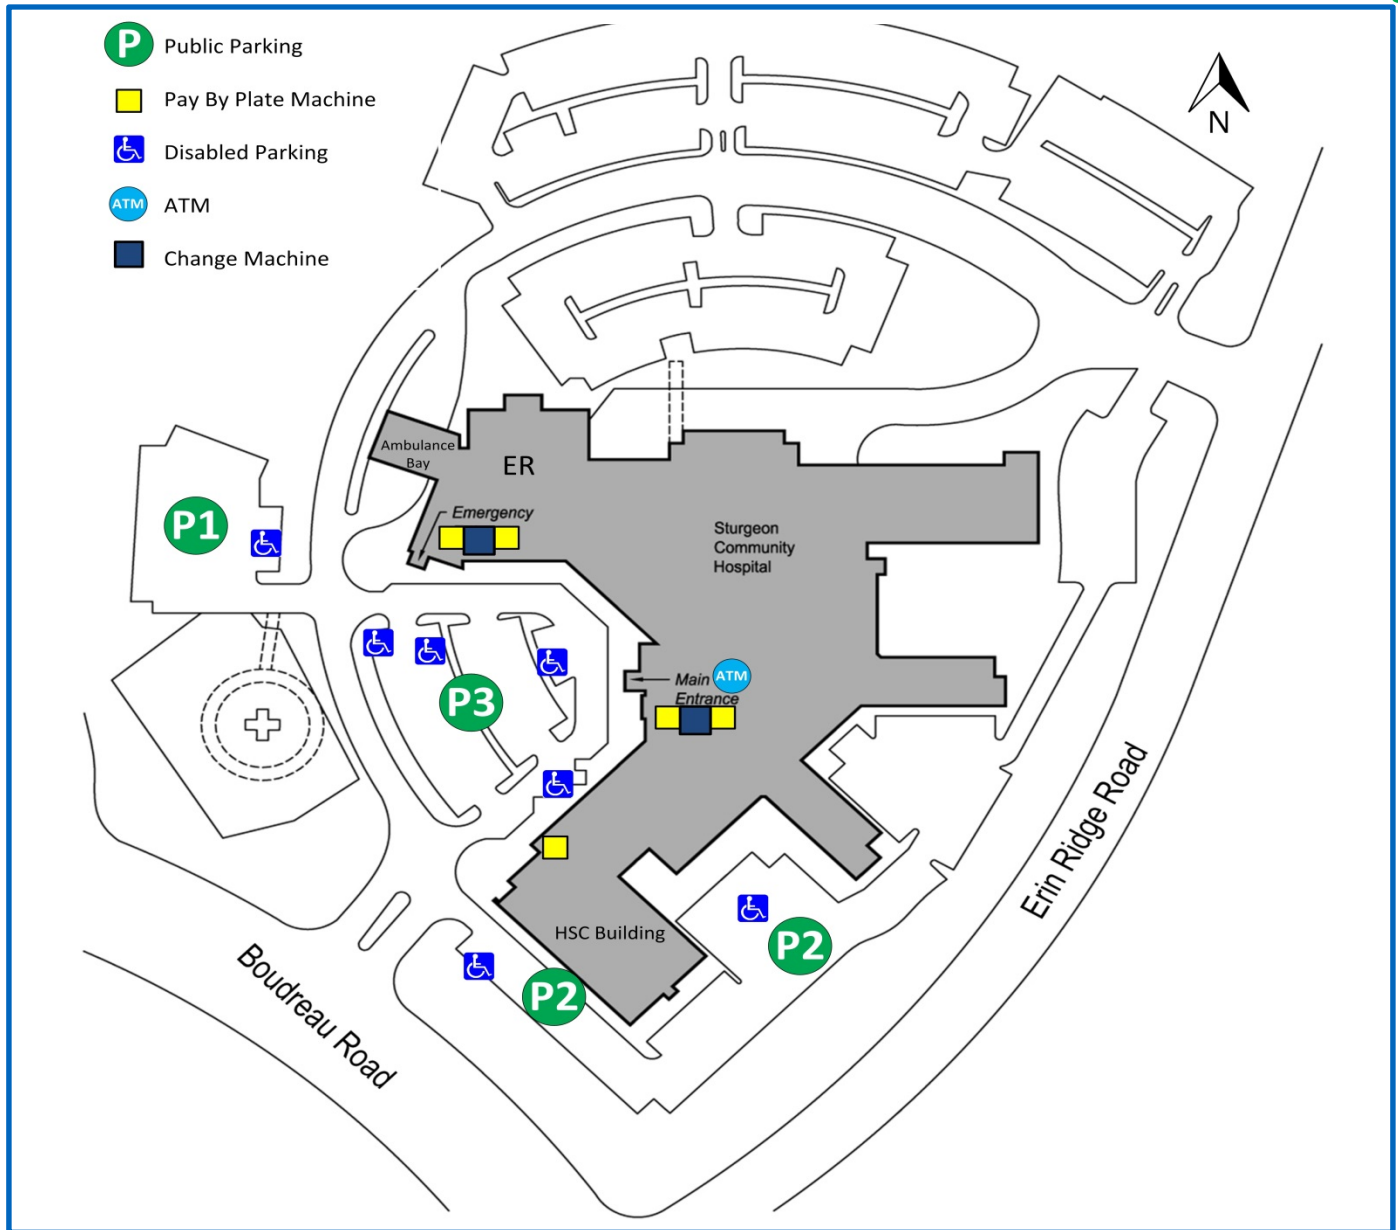 P Public Parking
Pay By Plate Machine
Disabled Parking
ATM ATM
Change Machine
N
Ambulance
Bay
ER
P1
Emergency
Sturgeon
Community
Hospital
Main ATM
Entrance
P3
HSC Building
P2
P2
Boudreau Road
Erin Ridge Road